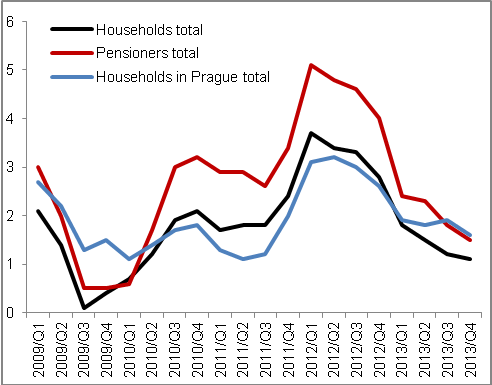 6
5
4
3
2
1
0
Households total
Pensioners total
Households in Prague total
2009/Q1
2009/Q2
2009/Q3
2009/Q4
2010/Q1
2010/Q2
2010/Q3
2010/Q4
2011/Q1
2011/Q2
2011/Q3
2011/Q4
2012/Q1
2012/Q2
2012/Q3
2012/Q4
2013/Q1
2013/Q2
2013/Q3
2013/Q4